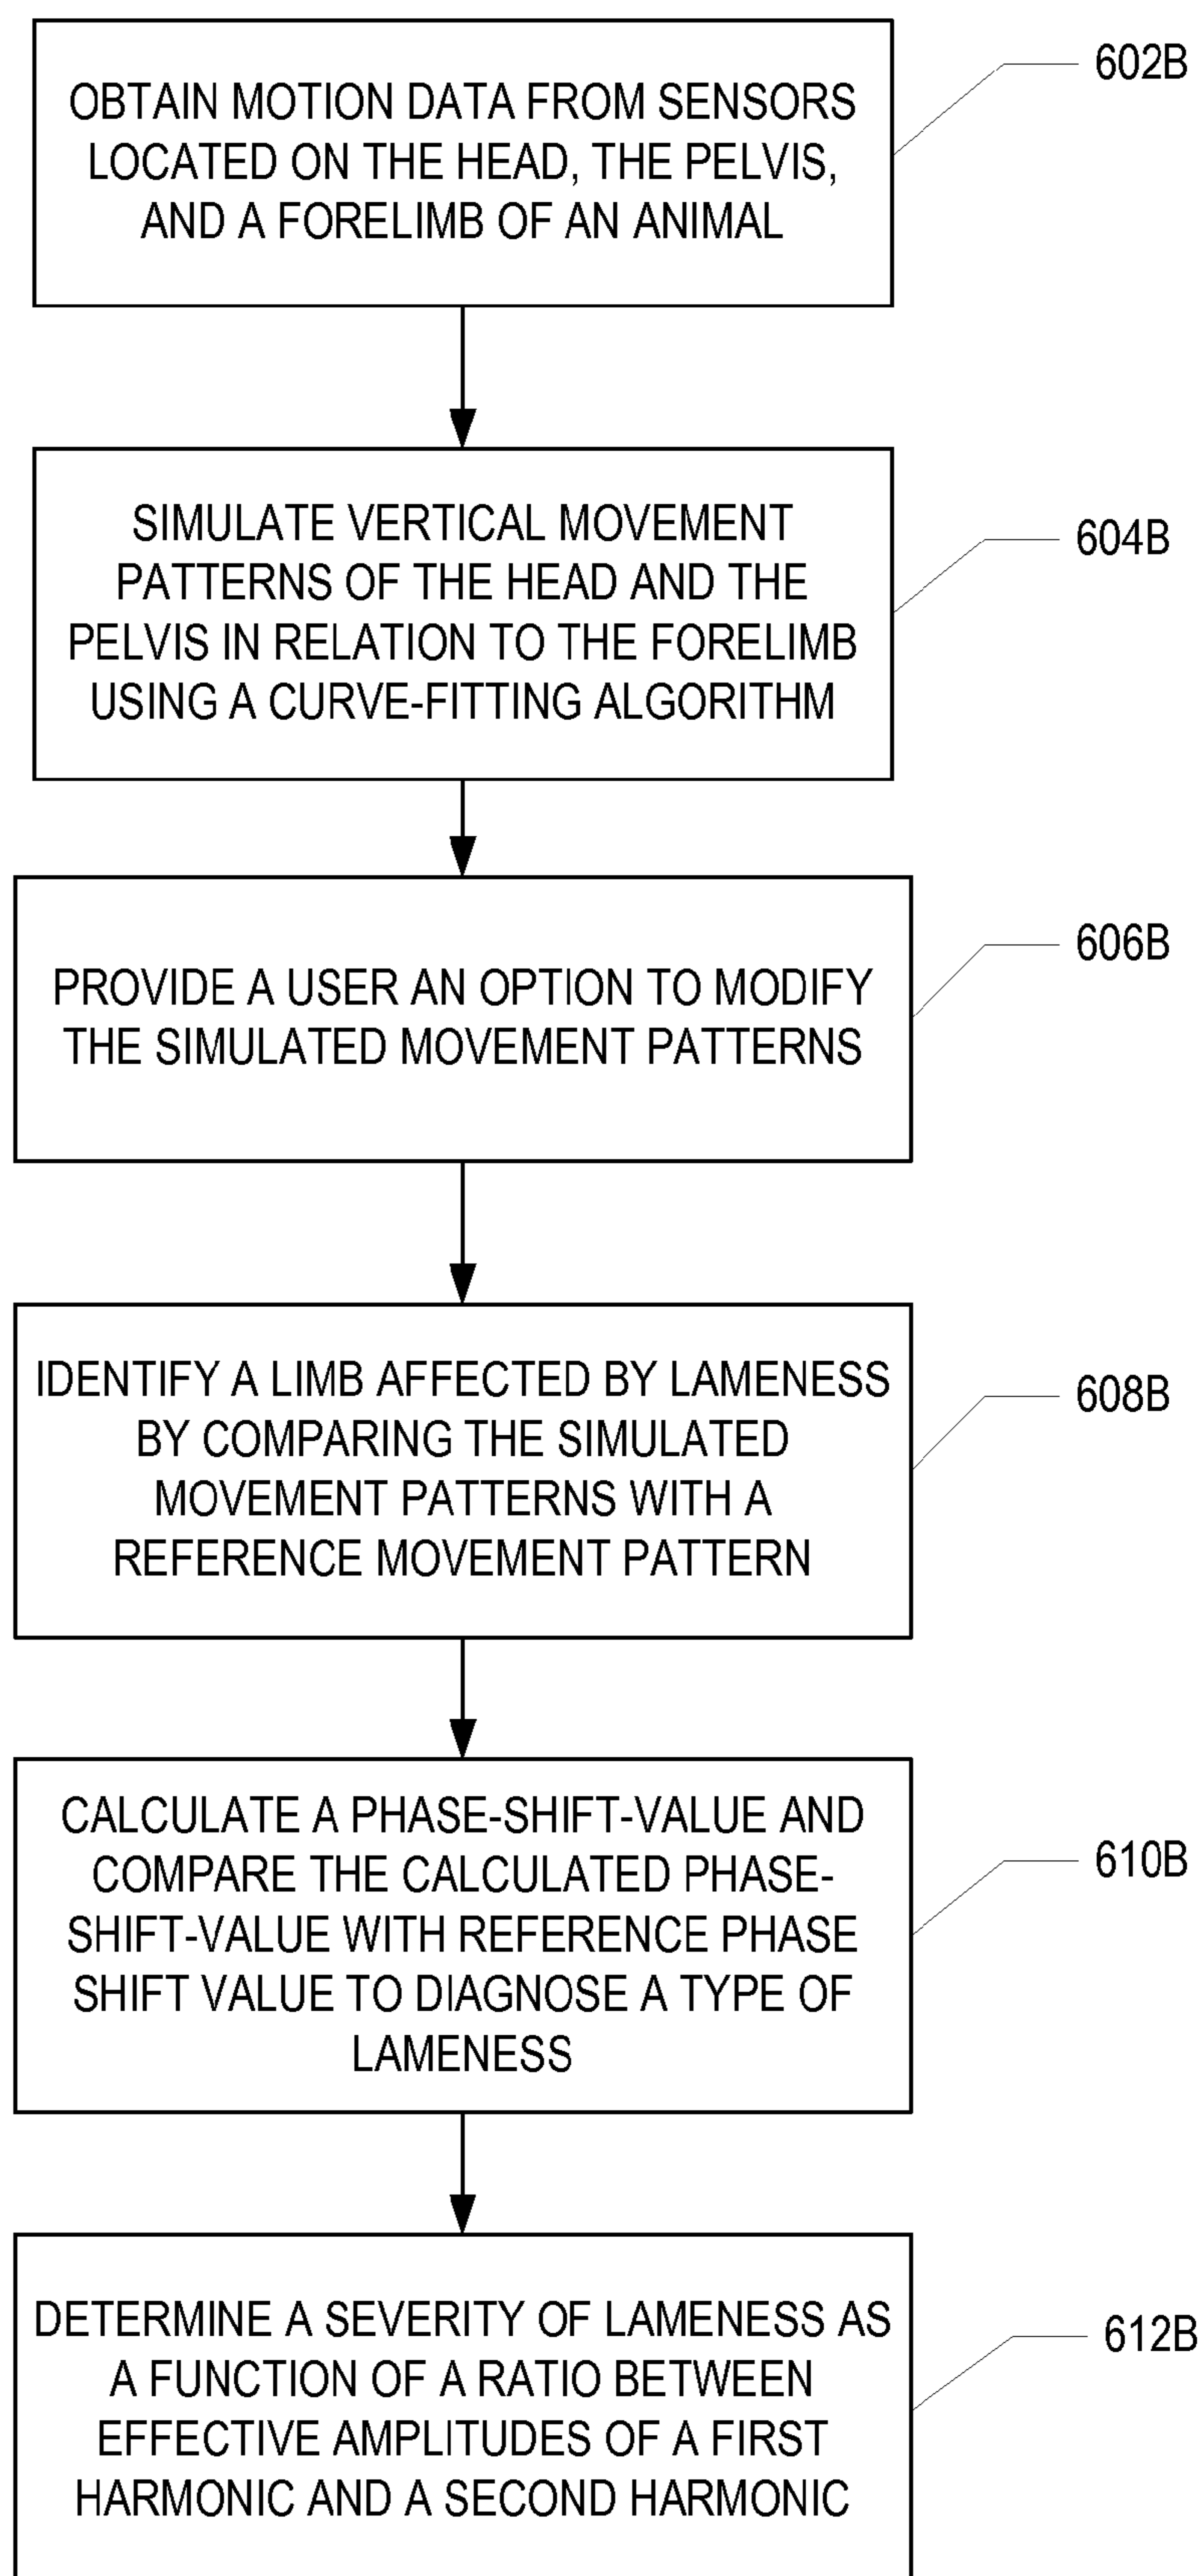 OBTAIN MOTION DATA FROM SENSORS
LOCATED ON THE HEAD, THE PELVIS,
AND A FORELIMB OF AN ANIMAL
602B
SIMULATE VERTICAL MOVEMENT
PATTERNS OF THE HEAD AND THE
PELVIS IN RELATION TO THE FORELIMB
USING A CURVE-FITTING ALGORITHM
604B
PROVIDE A USER AN OPTION TO MODIFY
THE SIMULATED MOVEMENT PATTERNS
606B
IDENTIFY A LIMB AFFECTED BY LAMENESS
BY COMPARING THE SIMULATED
MOVEMENT PATTERNS WITH A
REFERENCE MOVEMENT PATTERN
608B
CALCULATE A PHASE-SHIFT-VALUE AND
COMPARE THE CALCULATED PHASE-
SHIFT-VALUE WITH REFERENCE PHASE
SHIFT VALUE TO DIAGNOSE A TYPE OF
LAMENESS
610B
DETERMINE A SEVERITY OF LAMENESS AS
A FUNCTION OF A RATIO BETWEEN
EFFECTIVE AMPLITUDES OF A FIRST
HARMONIC AND A SECOND HARMONIC
612B